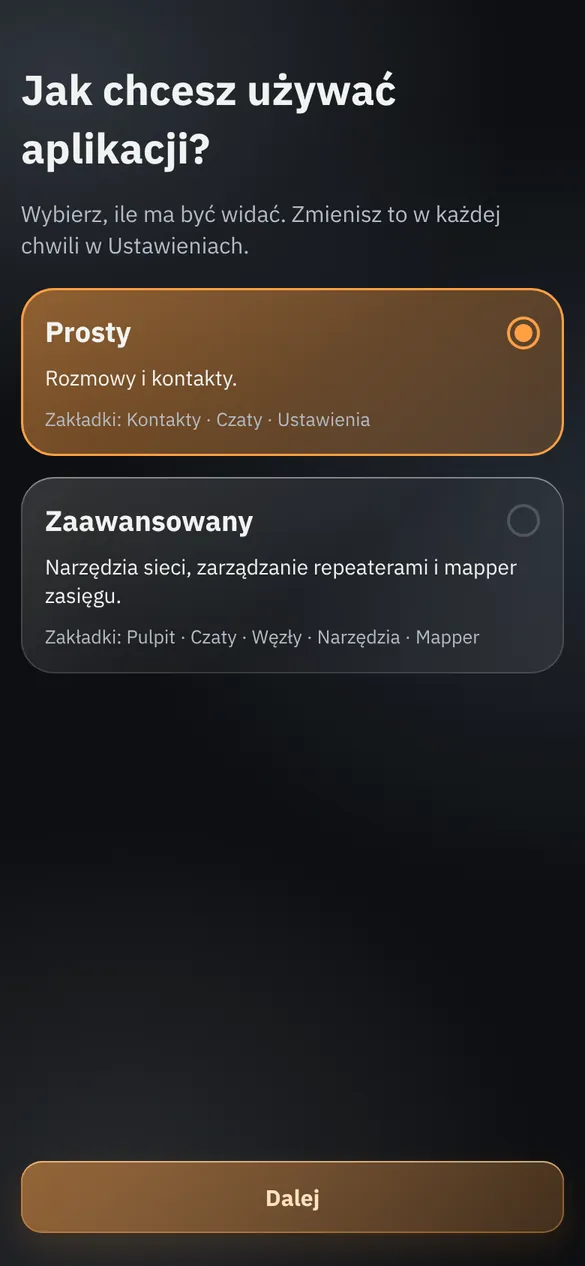 Jak chcesz używać
aplikacji?
Wybierz, ile ma być widać. Zmienisz to w każdej
chwili w Ustawieniach.
Prosty
Rozmowy i kontakty.
Zakładki: Kontakty · Czaty · Ustawienia
Zaawansowany
Narzędzia sieci, zarządzanie repeaterami i mapper
zasięgu.
Zakładki: Pulpit · Czaty · Węzły · Narzędzia · Mapper
Dalej